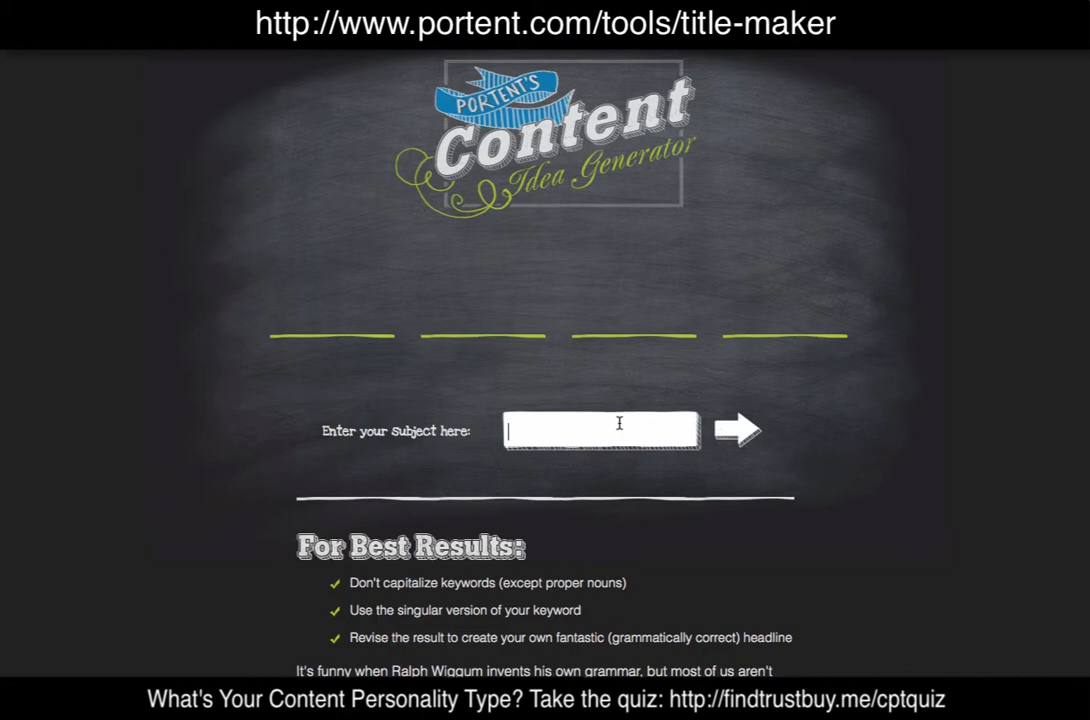 http://www.portent.com/tools/title-maker
PORTENT'S
Content
Idea Generator
Enter your subject here:
For Best Results:
Don't capitalize keywords (except proper nouns)
Use the singular version of your keyword
Revise the result to create your own fantastic (grammatically correct) headline
It's funny when Ralph Wiggum invents his own grammar, but most of us aren't
What's Your Content Personality Type? Take the quiz: http://findtrustbuy.me/cptquiz